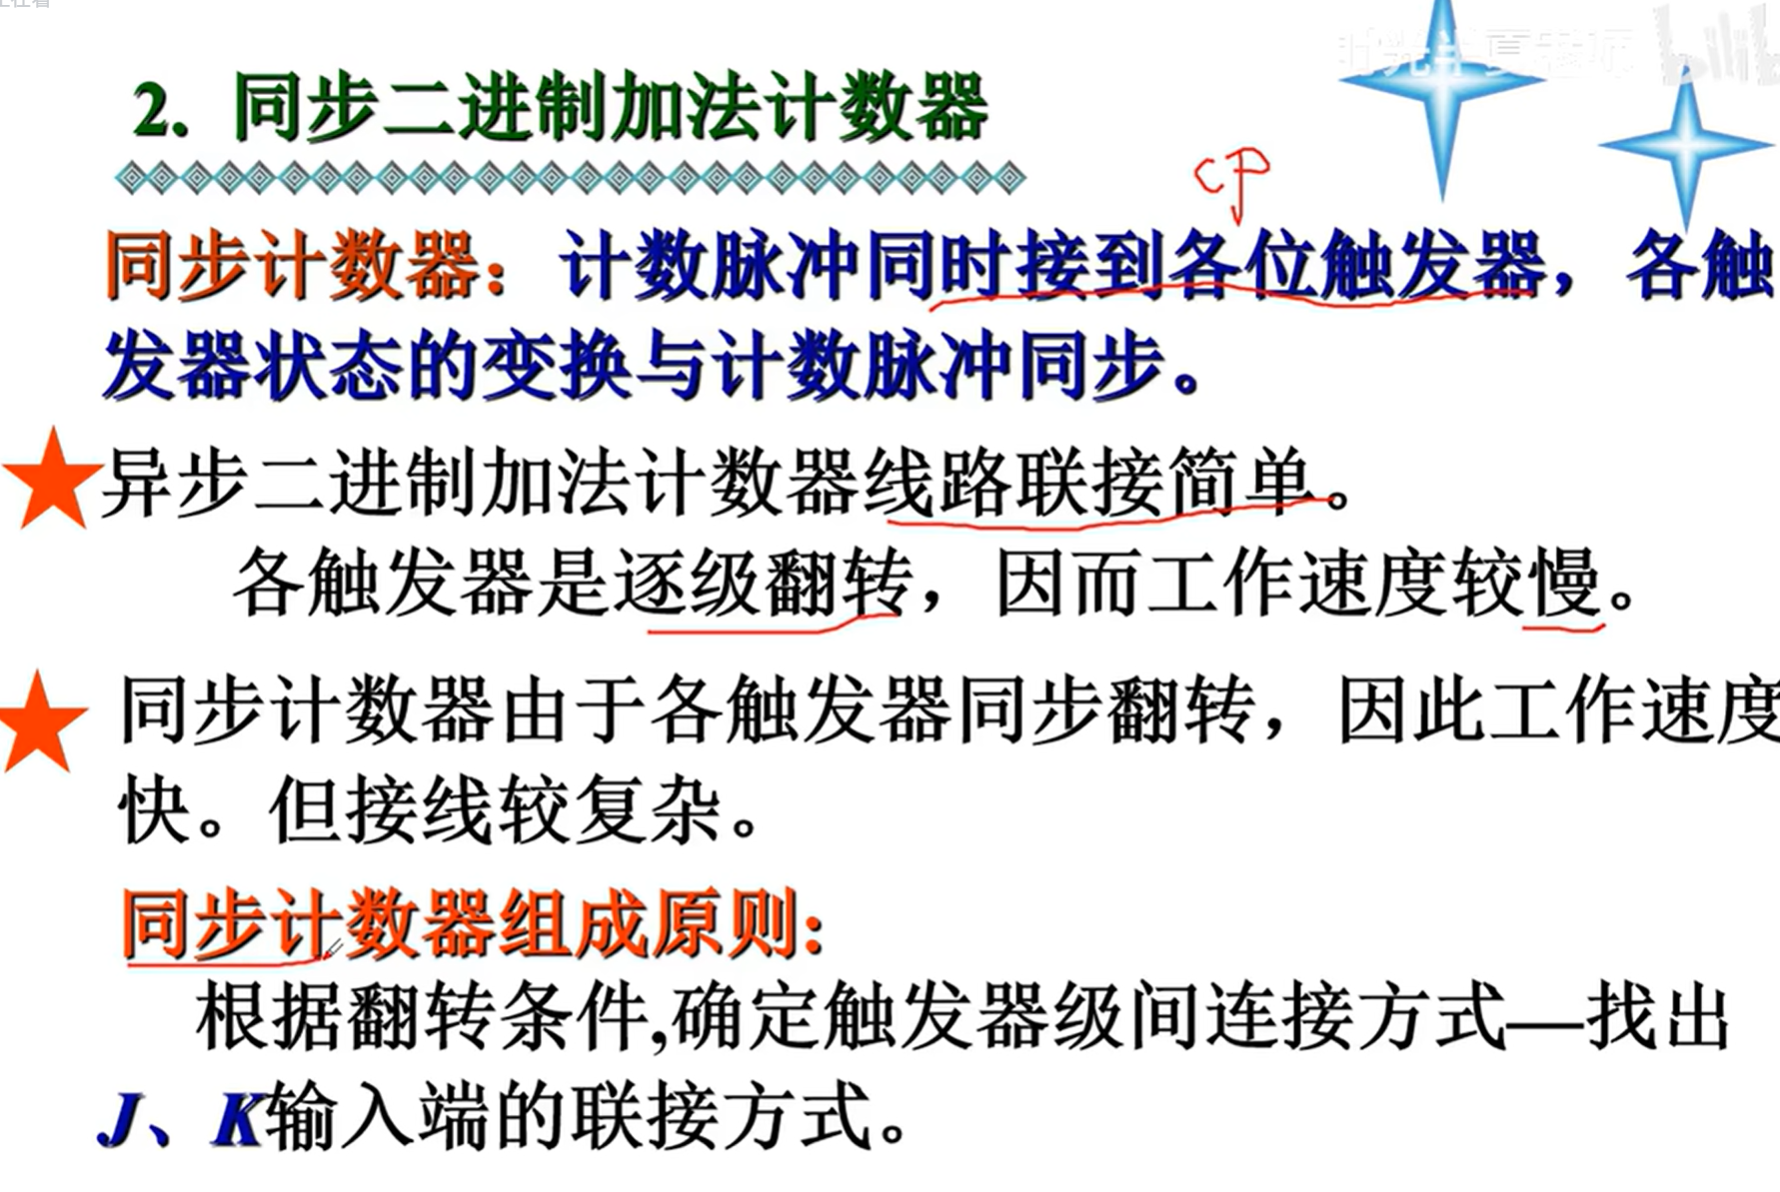 2. 同步二进制加法计数器
CP
同步计数器：计数脉冲同时接到各位触发器，各触
发器状态的变换与计数脉冲同步。
异步二进制加法计数器线路联接简单。
各触发器是逐级翻转，因而工作速度较慢。
同步计数器由于各触发器同步翻转，因此工作速度
快。但接线较复杂。
同步计数器组成原则:
根据翻转条件,确定触发器级间连接方式—找出
J、K输入端的联接方式。